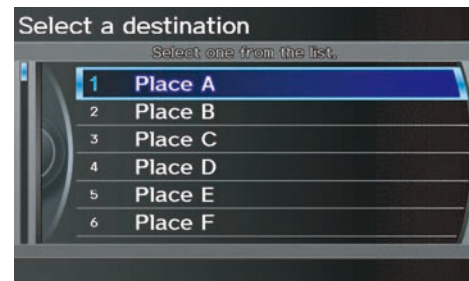 Select a destination
Select one from the list.
1 Place A
2 Place B
3 Place C
4 Place D
5 Place E
6 Place F